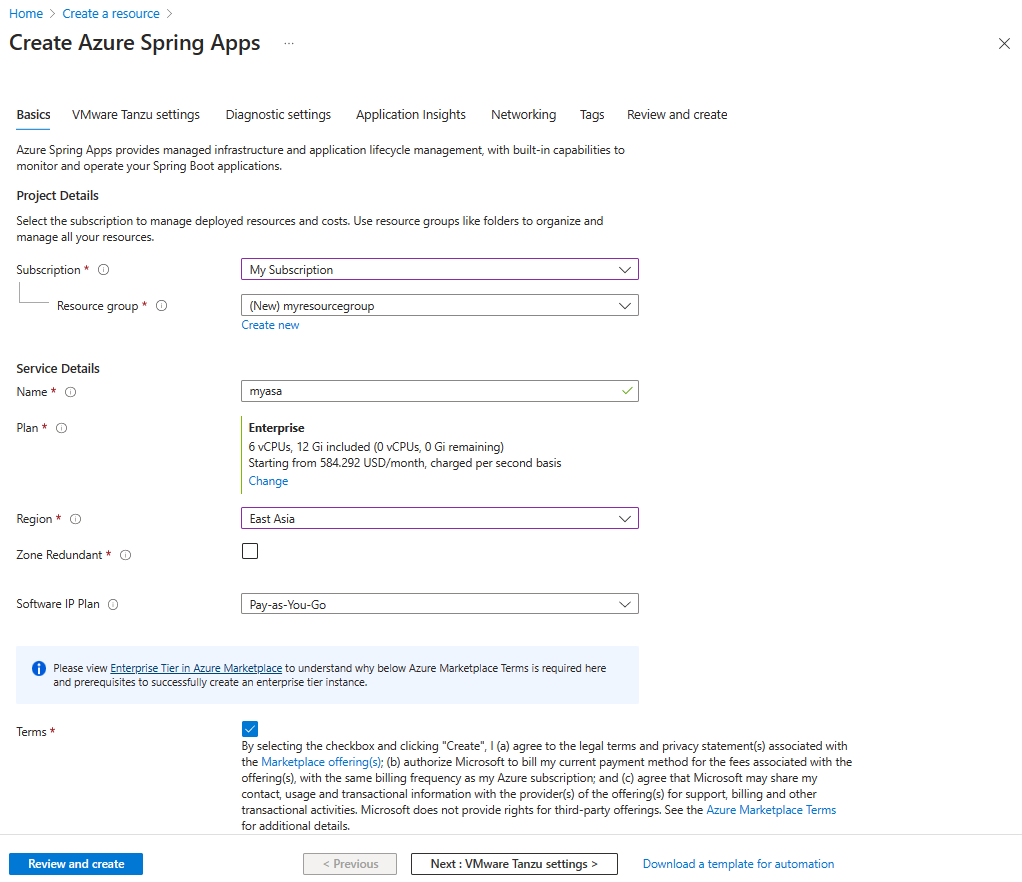 Home > Create a resource >
Create Azure Spring Apps ...
Basics VMware Tanzu settings Diagnostic settings Application Insights Networking Tags Review and create
Azure Spring Apps provides managed infrastructure and application lifecycle management, with built-in capabilities to
monitor and operate your Spring Boot applications.
Project Details
Select the subscription to manage deployed resources and costs. Use resource groups like folders to organize and
manage all your resources.
Subscription * My Subscription
Resource group * (New) myresourcegroup
Create new
Service Details
Name * myasa
Plan * Enterprise
6 vCPUs, 12 Gi included (0 vCPUs, 0 Gi remaining)
Starting from 584.292 USD/month, charged per second basis
Change
Region * East Asia
Zone Redundant *
Software IP Plan Pay-as-You-Go
Please view Enterprise Tier in Azure Marketplace to understand why below Azure Marketplace Terms is required here
and prerequisites to successfully create an enterprise tier instance.
Terms *
By selecting the checkbox and clicking "Create", I (a) agree to the legal terms and privacy statement(s) associated with
the Marketplace offering(s); (b) authorize Microsoft to bill my current payment method for the fees associated with the
offering(s), with the same billing frequency as my Azure subscription; and (c) agree that Microsoft may share my
contact, usage and transactional information with the provider(s) of the offering(s) for support, billing and other
transactional activities. Microsoft does not provide rights for third-party offerings. See the Azure Marketplace Terms
for additional details.
Review and create < Previous Next : VMware Tanzu settings > Download a template for automation